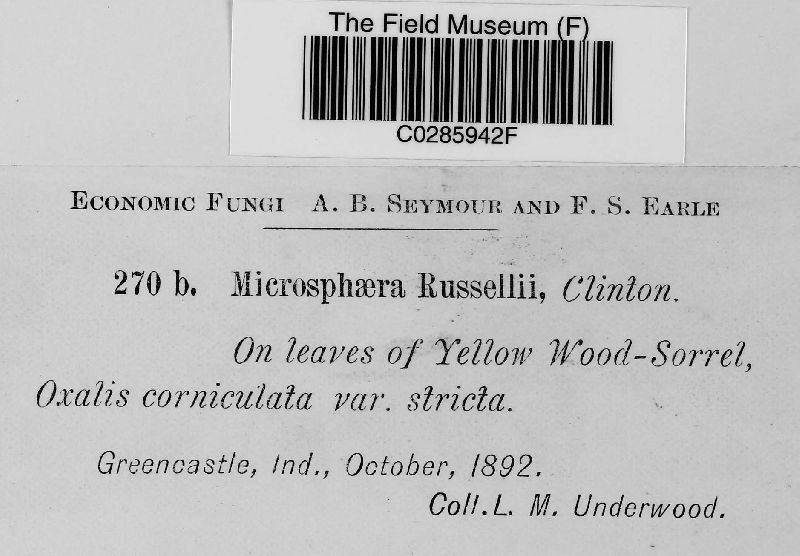 The Field Museum (F)
C0285942F
ECONOMIC FUNGI A. B. SEYMOUR AND F. S. EARLE
270 b. Microsphæra Russellii, Clinton.
On leaves of Yellow Wood-Sorrel,
Oxalis corniculata var. stricta.
Greencastle, Ind., October, 1892.
Coll. L. M. Underwood.